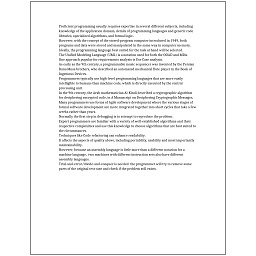 Proficient programming usually requires expertise in several different subjects, including
knowledge of the application domain, details of programming languages and generic code
libraries, specialized algorithms, and formal logic.
However, with the concept of the stored-program computer introduced in 1949, both
programs and data were stored and manipulated in the same way in computer memory.
Similarly, the programming language best suited for the task at hand will be selected.
The Unified Modeling Language (UML) is a notation used for both the OOAD and MDA.
One approach popular for requirements analysis is Use Case analysis.
As early as the 9th century, a programmable music sequencer was invented by the Persian
Banu Musa brothers, who described an automated mechanical flute player in the Book of
Ingenious Devices.
Programmers typically use high-level programming languages that are more easily
intelligible to humans than machine code, which is directly executed by the central
processing unit.
In the 9th century, the Arab mathematician Al-Kindi described a cryptographic algorithm
for deciphering encrypted code, in A Manuscript on Deciphering Cryptographic Messages.
Many programmers use forms of Agile software development where the various stages of
formal software development are more integrated together into short cycles that take a few
weeks rather than years.
Normally the first step in debugging is to attempt to reproduce the problem.
Expert programmers are familiar with a variety of well-established algorithms and their
respective complexities and use this knowledge to choose algorithms that are best suited to
the circumstances.
Techniques like Code refactoring can enhance readability.
It affects the aspects of quality above, including portability, usability and most importantly
maintainability.
However, because an assembly language is little more than a different notation for a
machine language, two machines with different instruction sets also have different
assembly languages.
Trial-and-error/divide-and-conquer is needed: the programmer will try to remove some
parts of the original test case and check if the problem still exists.